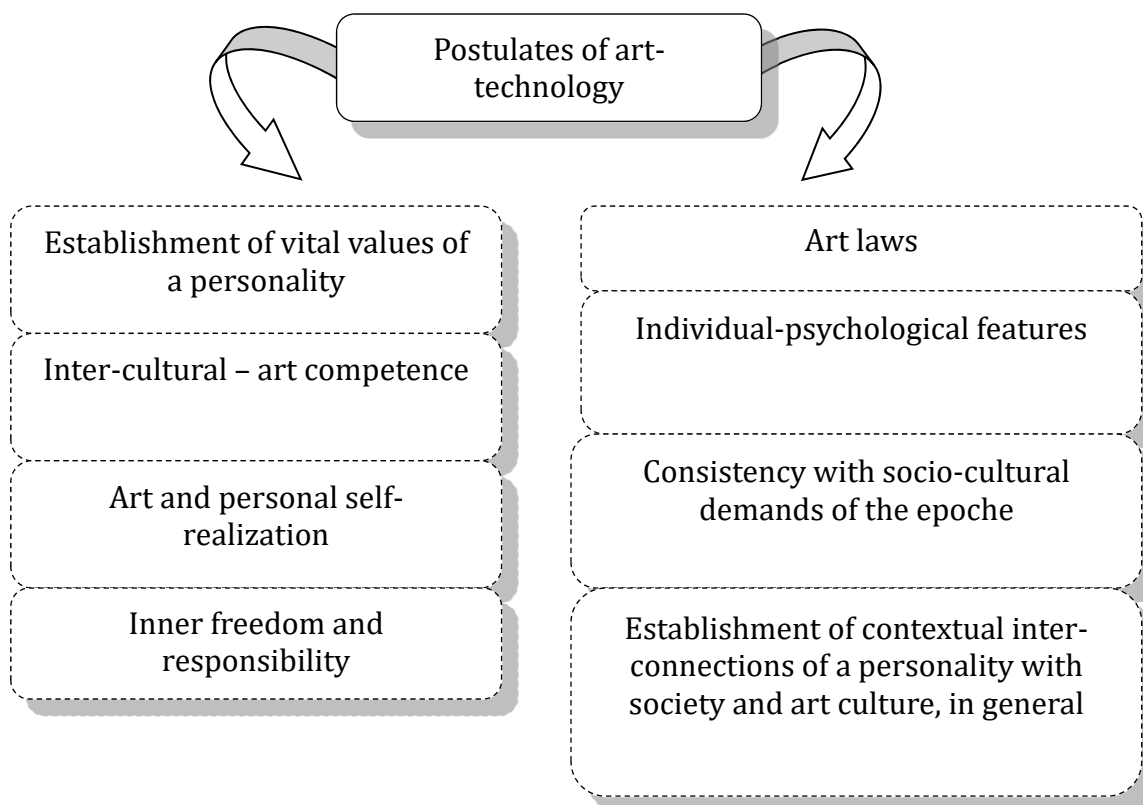 Postulates of art-
technology
Establishment of vital values of
a personality
Inter-cultural – art competence
Art and personal self-
realization
Inner freedom and
responsibility
Art laws
Individual-psychological features
Consistency with socio-cultural
demands of the epoche
Establishment of contextual inter-
connections of a personality with
society and art culture, in general